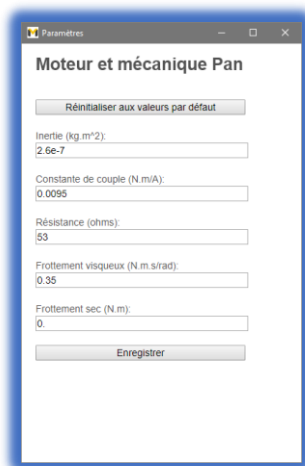 Paramètres
Moteur et mécanique Pan
Réinitialiser aux valeurs par défaut
Inertie (kg.m^2):
2.6e-7
Constante de couple (N.m/A):
0.0095
Résistance (ohms):
53
Frottement visqueux (N.m.s/rad):
0.35
Frottement sec (N.m):
0.
Enregistrer